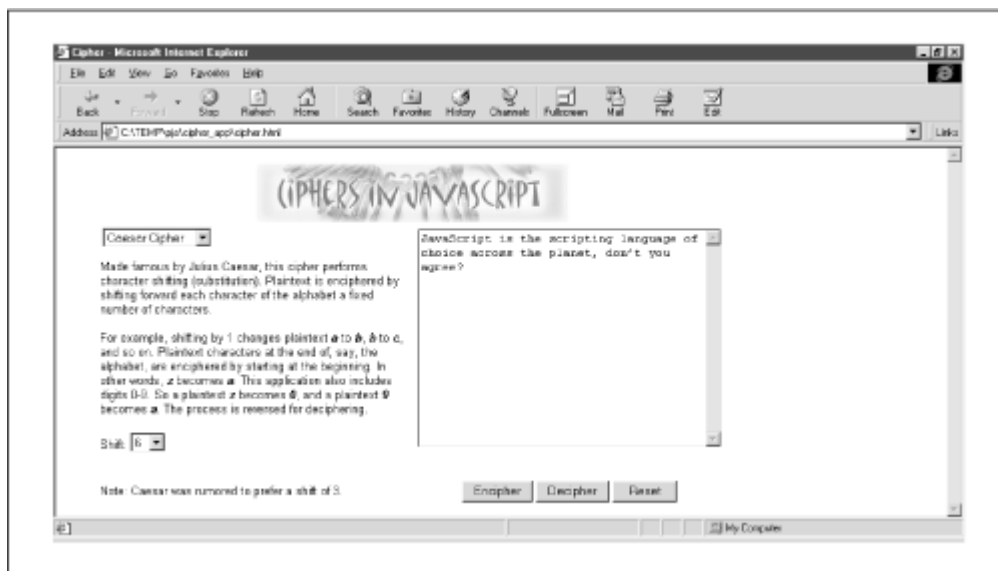 Cipher - Microsoft Internet Explorer
File Edit View Go Favorites Help
Back Forward Stop Refresh Home Search Favorites History Channels Fullscreen Mail Print Edit
Address C:\TEMP\ \cipher_app\cipher.html Links
CIPHERS IN JAVASCRIPT
Caesar Cipher
Made famous by Julius Caesar, this cipher performs
character shifting (substitution). Plaintext is enciphered by
shifting forward each character of the alphabet a fixed
number of characters.
For example, shifting by 1 changes plaintext a to b, b to c,
and so on. Plaintext characters at the end of, say, the
alphabet, are enciphered by starting at the beginning. In
other words, z becomes a. This application also includes
digits 0-9. So a plaintext z becomes 0, and a plaintext 9
becomes a. The process is reversed for deciphering.
Shift: 6
Note: Caesar was rumored to prefer a shift of 3.
JavaScript is the scripting language of
choice across the planet, don't you
agree?
Encipher Decipher Reset
My Computer